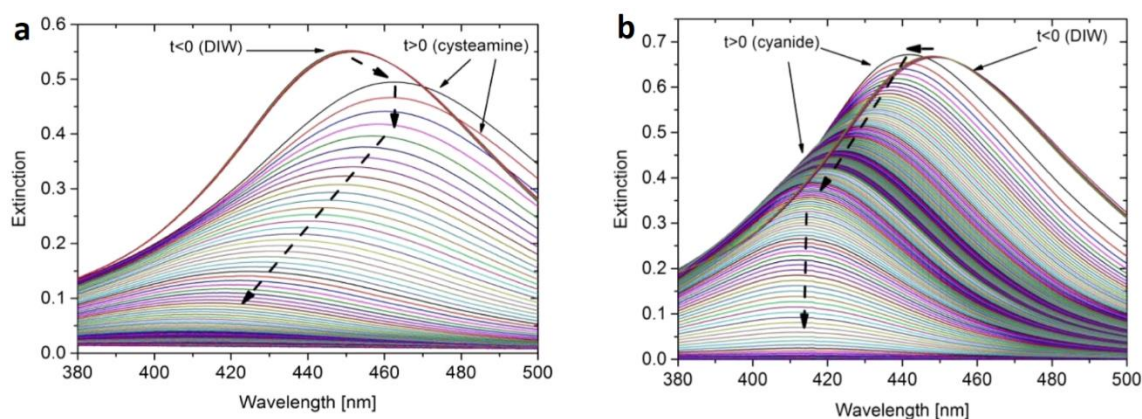 a
t<0 (DIW)
t>0 (cysteamine)
0.6
0.5
0.4
0.3
0.2
0.1
0.0
Extinction
380 400 420 440 460 480 500
Wavelength [nm]
b
t>0 (cyanide)
t<0 (DIW)
0.7
0.6
0.5
0.4
0.3
0.2
0.1
0.0
Extinction
380 400 420 440 460 480 500
Wavelength [nm]